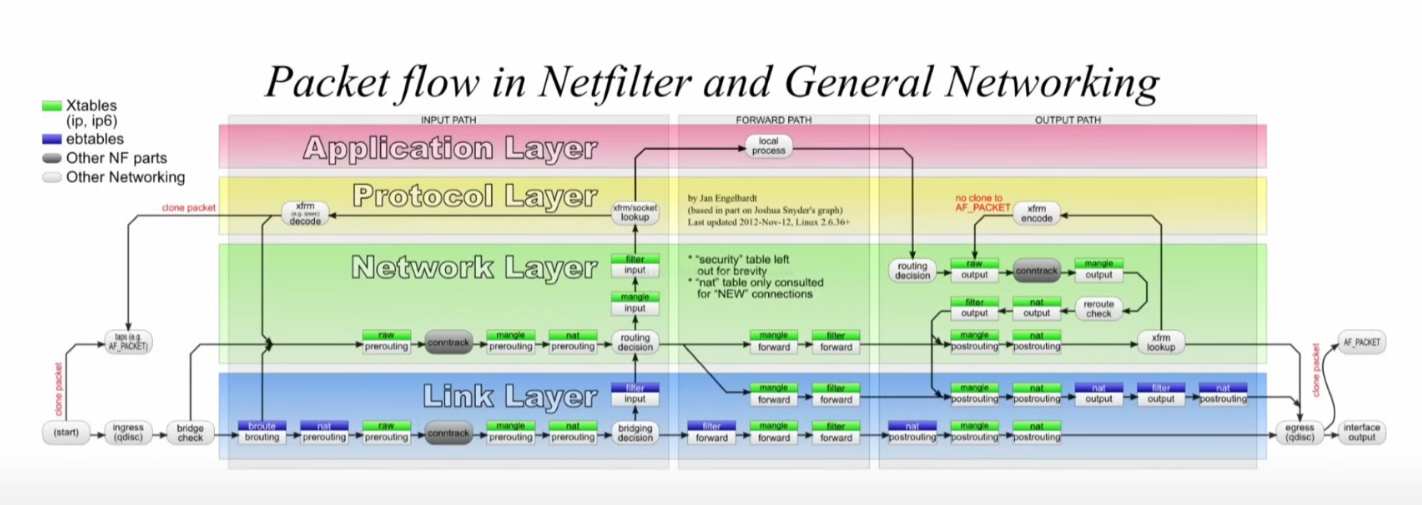 Packet flow in Netfilter and General Networking
Xtables
(ip, ip6)
ebtables
Other NF parts
Other Networking
INPUT PATH
FORWARD PATH
OUTPUT PATH
Application Layer
local
process
Protocol Layer
clone packet
xfrm
(e.g. ipsec)
decode
xfrm/socket
lookup
by Jan Engelhardt
(based in part on Joshua Snyder's graph)
Last updated 2012-Nov-12, Linux 2.6.36+
no clone to
AF_PACKET
xfrm
encode
Network Layer
filter
input
mangle
input
* "security" table left
out for brevity
* "nat" table only consulted
for "NEW" connections
routing
decision
raw
output
conntrack
mangle
output
filter
output
nat
output
reroute
check
taps (e.g.
AF_PACKET)
raw
prerouting
conntrack
mangle
prerouting
nat
prerouting
routing
decision
mangle
forward
filter
forward
mangle
postrouting
nat
postrouting
xfrm
lookup
AF_PACKET
clone packet
clone packet
Link Layer
filter
input
mangle
forward
filter
forward
mangle
postrouting
nat
postrouting
nat
output
filter
output
nat
postrouting
(start)
ingress
(qdisc)
bridge
check
broute
brouting
nat
prerouting
raw
prerouting
conntrack
mangle
prerouting
nat
prerouting
bridging
decision
filter
forward
mangle
forward
filter
forward
nat
postrouting
mangle
postrouting
nat
postrouting
egress
(qdisc)
interface
output